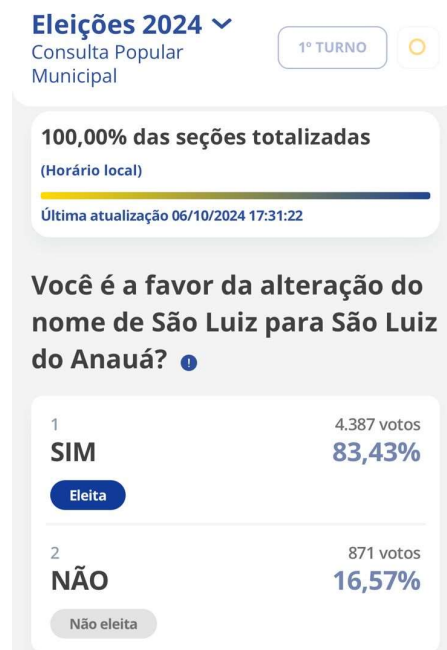 Eleições 2024
Consulta Popular
Municipal
1º TURNO
100,00% das seções totalizadas
(Horário local)
Última atualização 06/10/2024 17:31:22
Você é a favor da alteração do
nome de São Luiz para São Luiz
do Anauá?
1
4.387 votos
SIM
83,43%
Eleita
2
871 votos
NÃO
16,57%
Não eleita